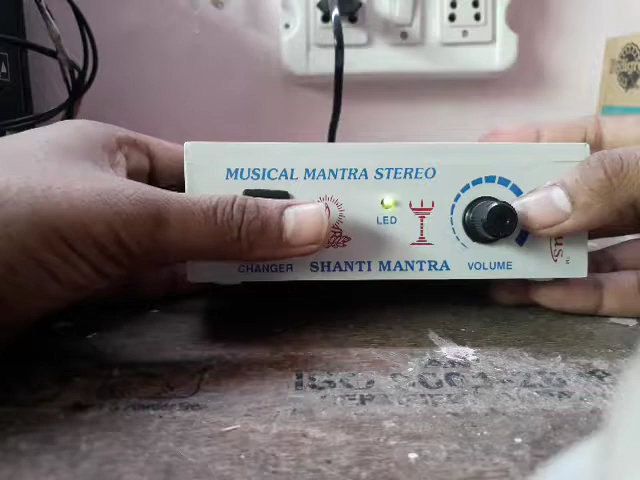 MUSICAL MANTRA STEREO
LED
CHANGER
SHANTI MANTRA
VOLUME